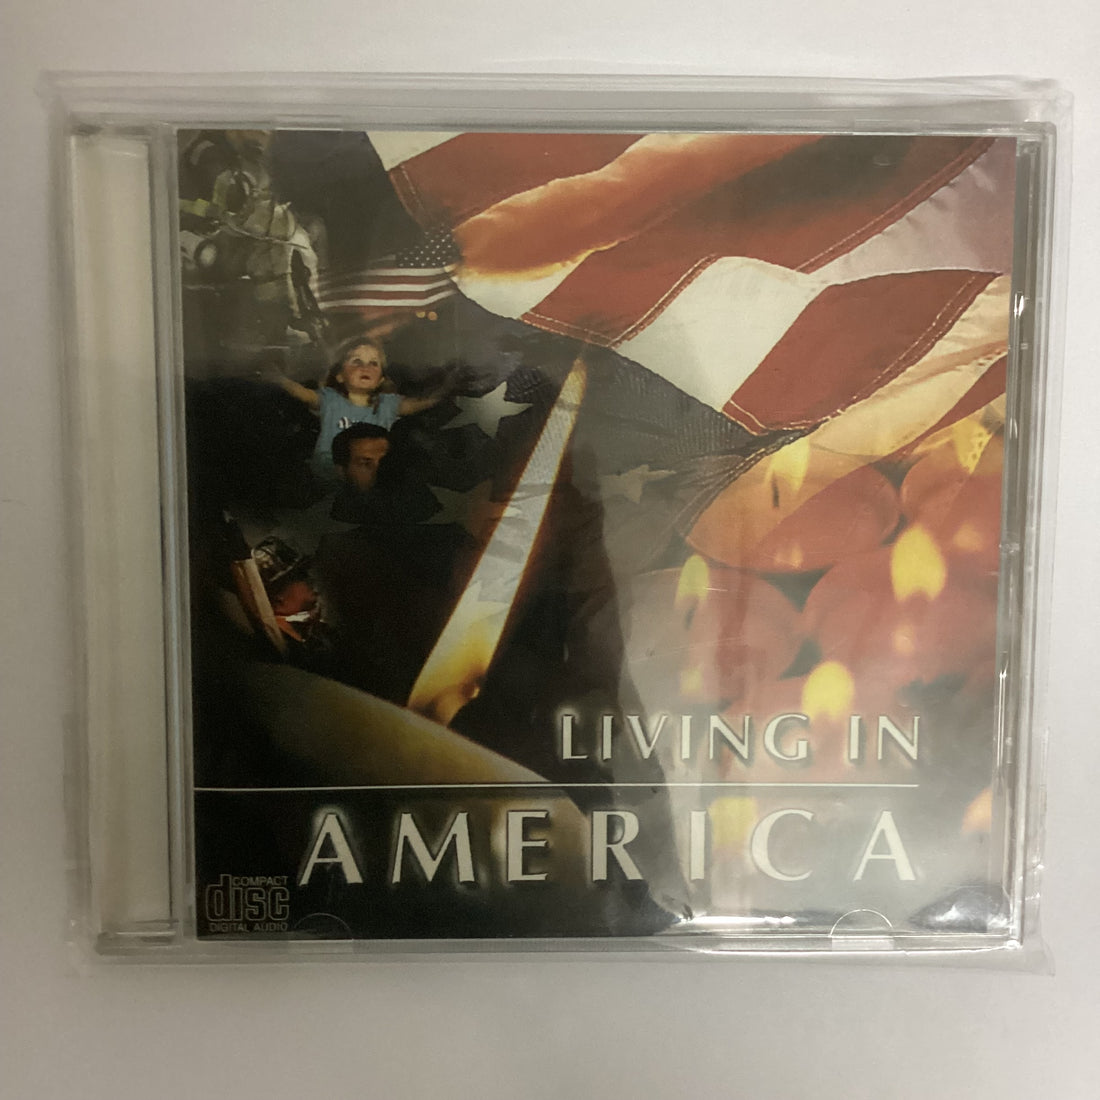 LIVING IN
AMERICA
COMPACT
disc
DIGITAL AUDIO